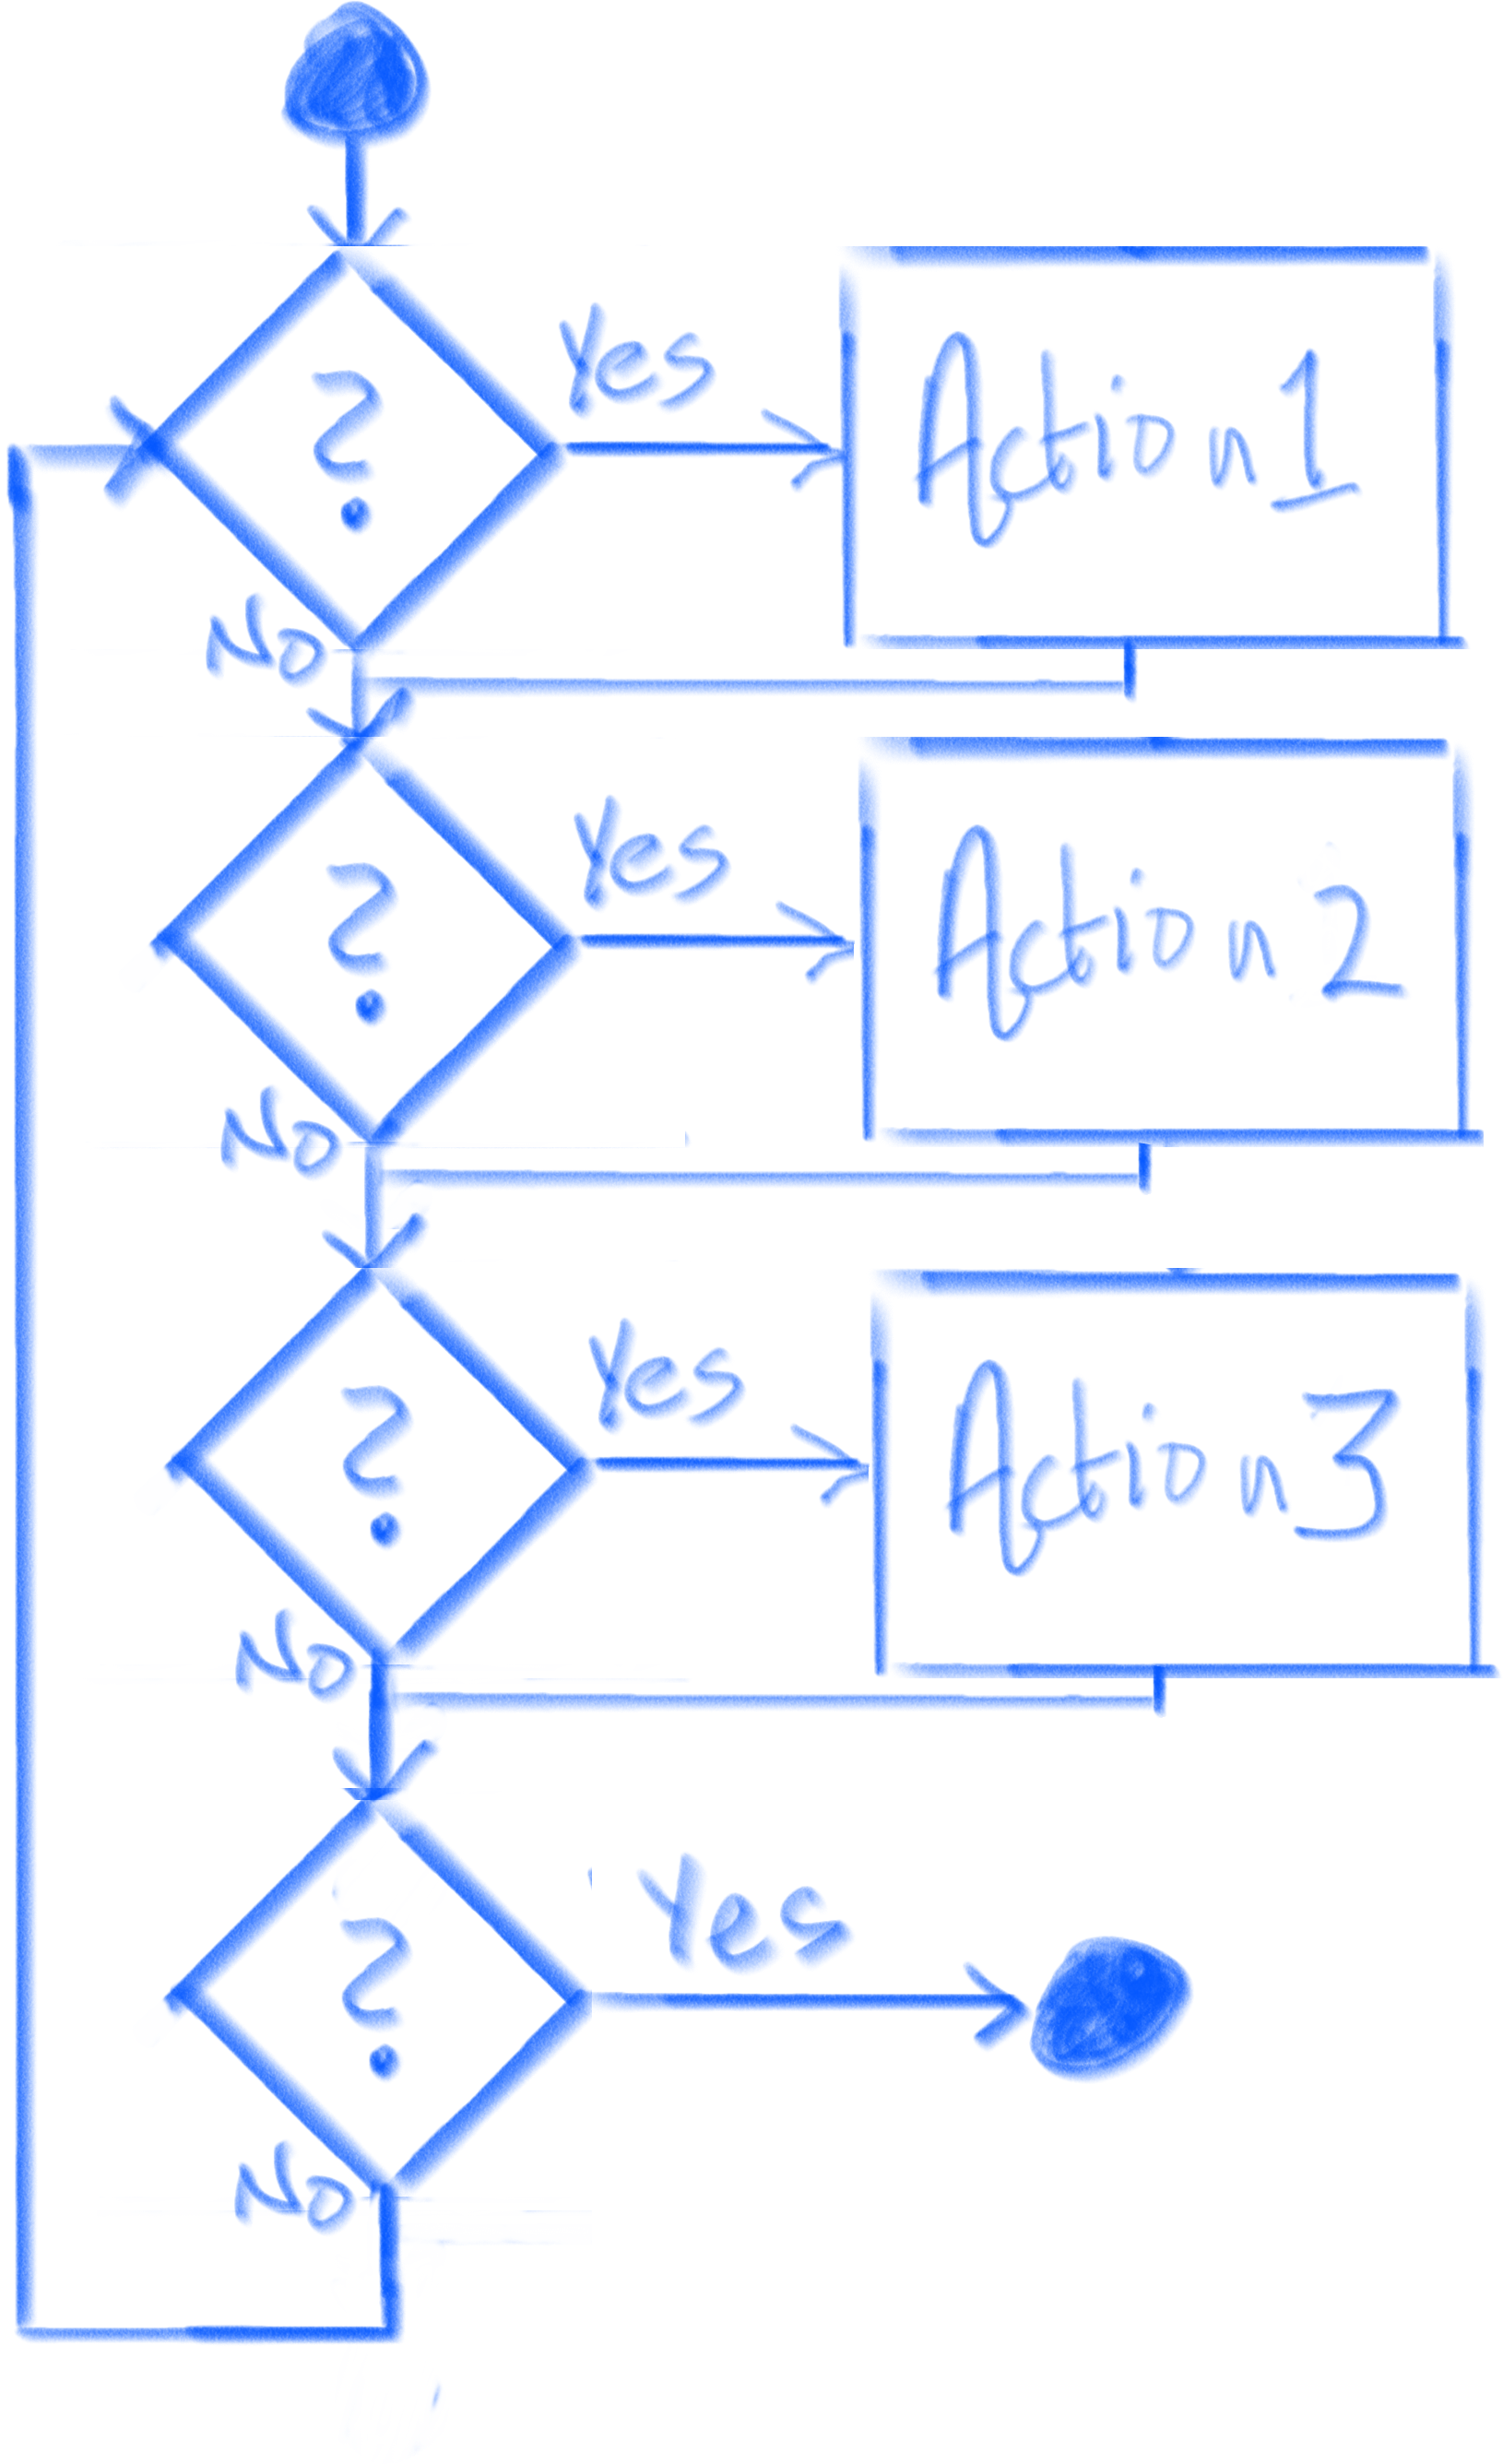 Yes
?
Action 1
No
Yes
?
Action 2
No
Yes
?
Action 3
No
Yes
?
No